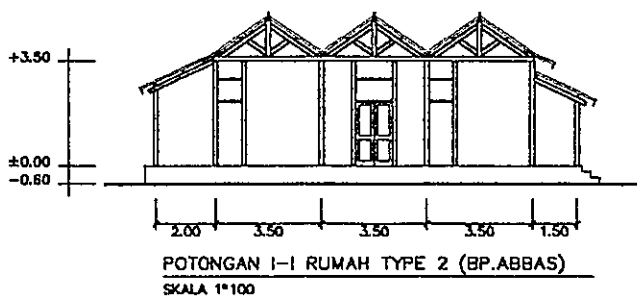 +3.50
±0.00
-0.60
2.00 3.50 3.50 3.50 1.50
POTONGAN I-I RUMAH TYPE 2 (BP.ABBAS)
SKALA 1:100